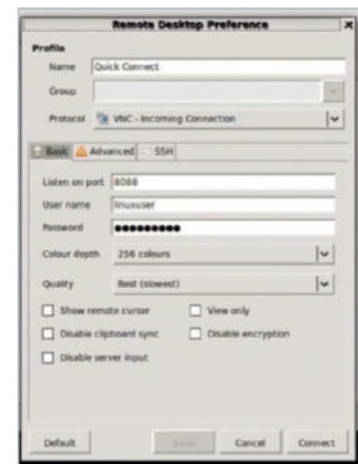 Remote Desktop Preference
Profile
Name Quick Connect
Group
Protocol VNC - Incoming Connection
Basic Advanced SSH
Listen on port 8088
User name linuxuser
Password ●●●●●●●●●
Colour depth 256 colours
Quality Best (slowest)
Show remote cursor View only
Disable clipboard sync Disable encryption
Disable server input
Default Save Cancel Connect